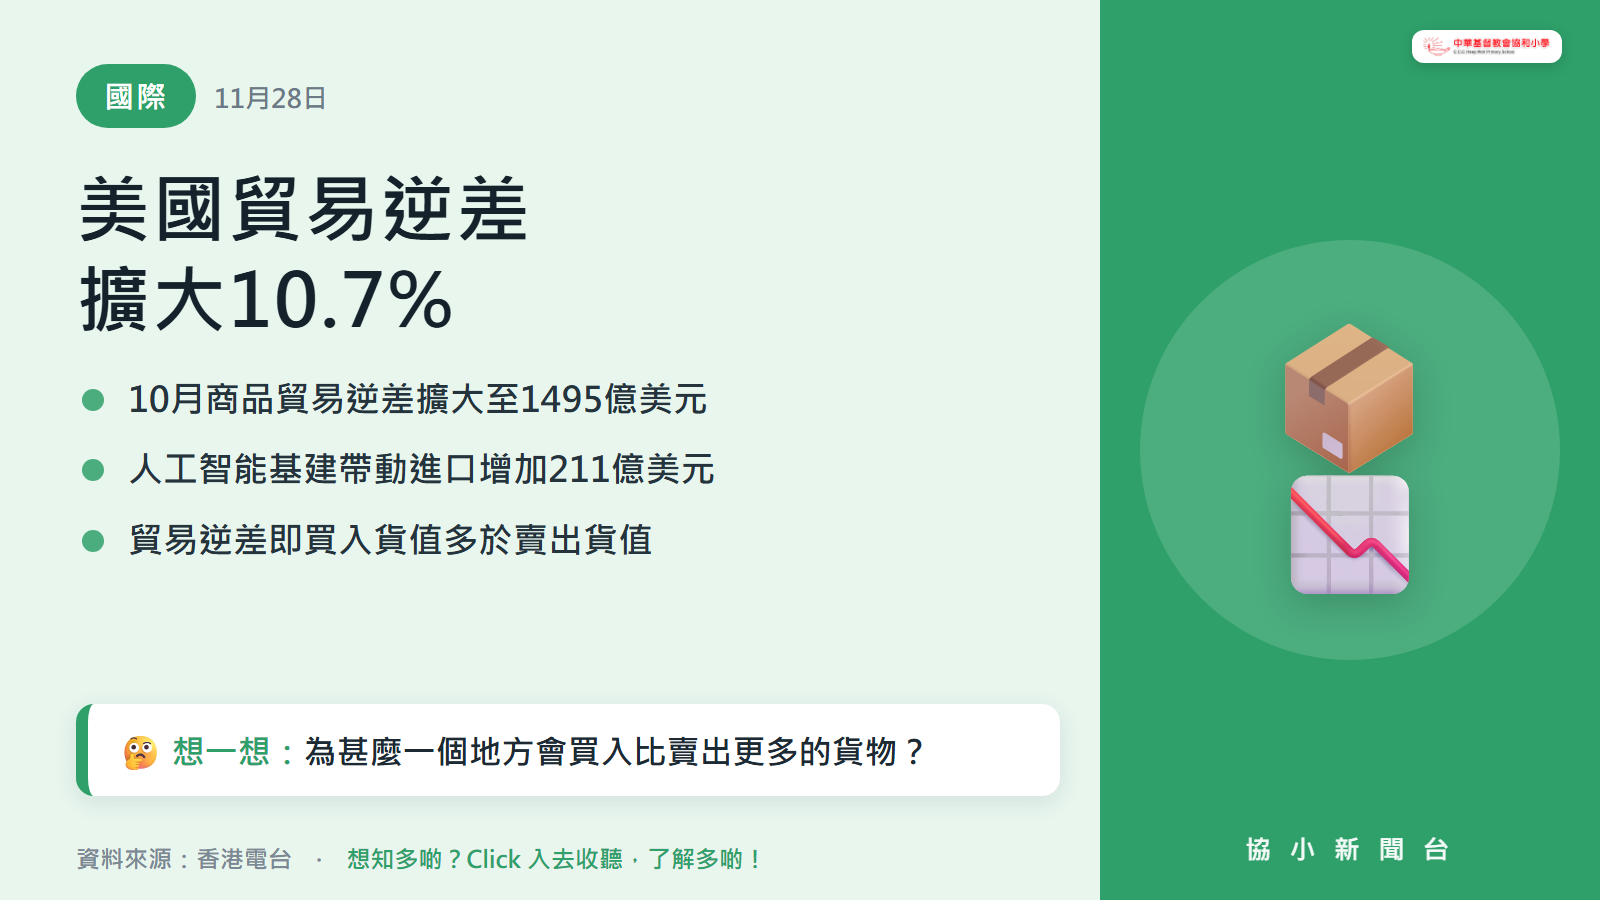 國際
11月28日
中華基督教會協和小學
美國貿易逆差
擴大10.7%
10月商品貿易逆差擴大至1495億美元
人工智能基建帶動進口增加211億美元
貿易逆差即買入貨值多於賣出貨值
想一想：為甚麼一個地方會買入比賣出更多的貨物？
資料來源：香港電台 · 想知多啲？Click 入去收聽，了解多啲！
協小新聞台